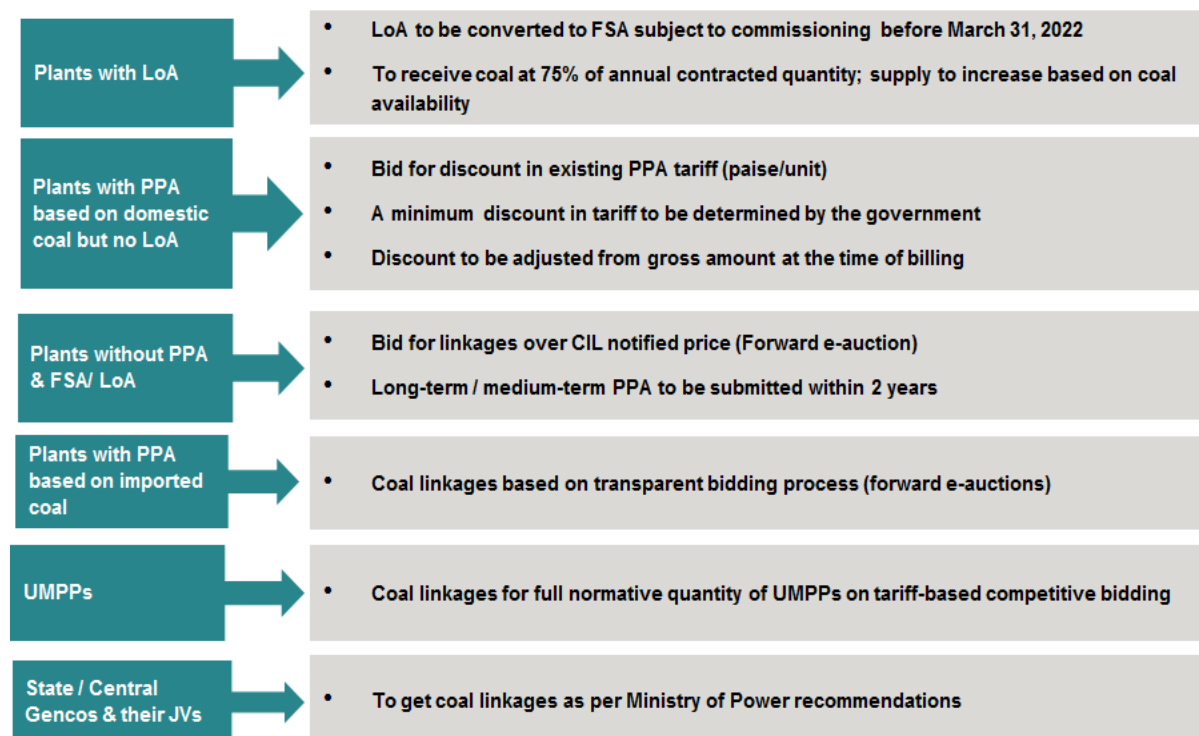 Plants with LoA
• LoA to be converted to FSA subject to commissioning before March 31, 2022
• To receive coal at 75% of annual contracted quantity; supply to increase based on coal
availability
Plants with PPA
based on domestic
coal but no LoA
• Bid for discount in existing PPA tariff (paise/unit)
• A minimum discount in tariff to be determined by the government
• Discount to be adjusted from gross amount at the time of billing
Plants without PPA
& FSA/ LoA
• Bid for linkages over CIL notified price (Forward e-auction)
• Long-term / medium-term PPA to be submitted within 2 years
Plants with PPA
based on imported
coal
• Coal linkages based on transparent bidding process (forward e-auctions)
UMPPs
• Coal linkages for full normative quantity of UMPPs on tariff-based competitive bidding
State / Central
Gencos & their JVs
• To get coal linkages as per Ministry of Power recommendations